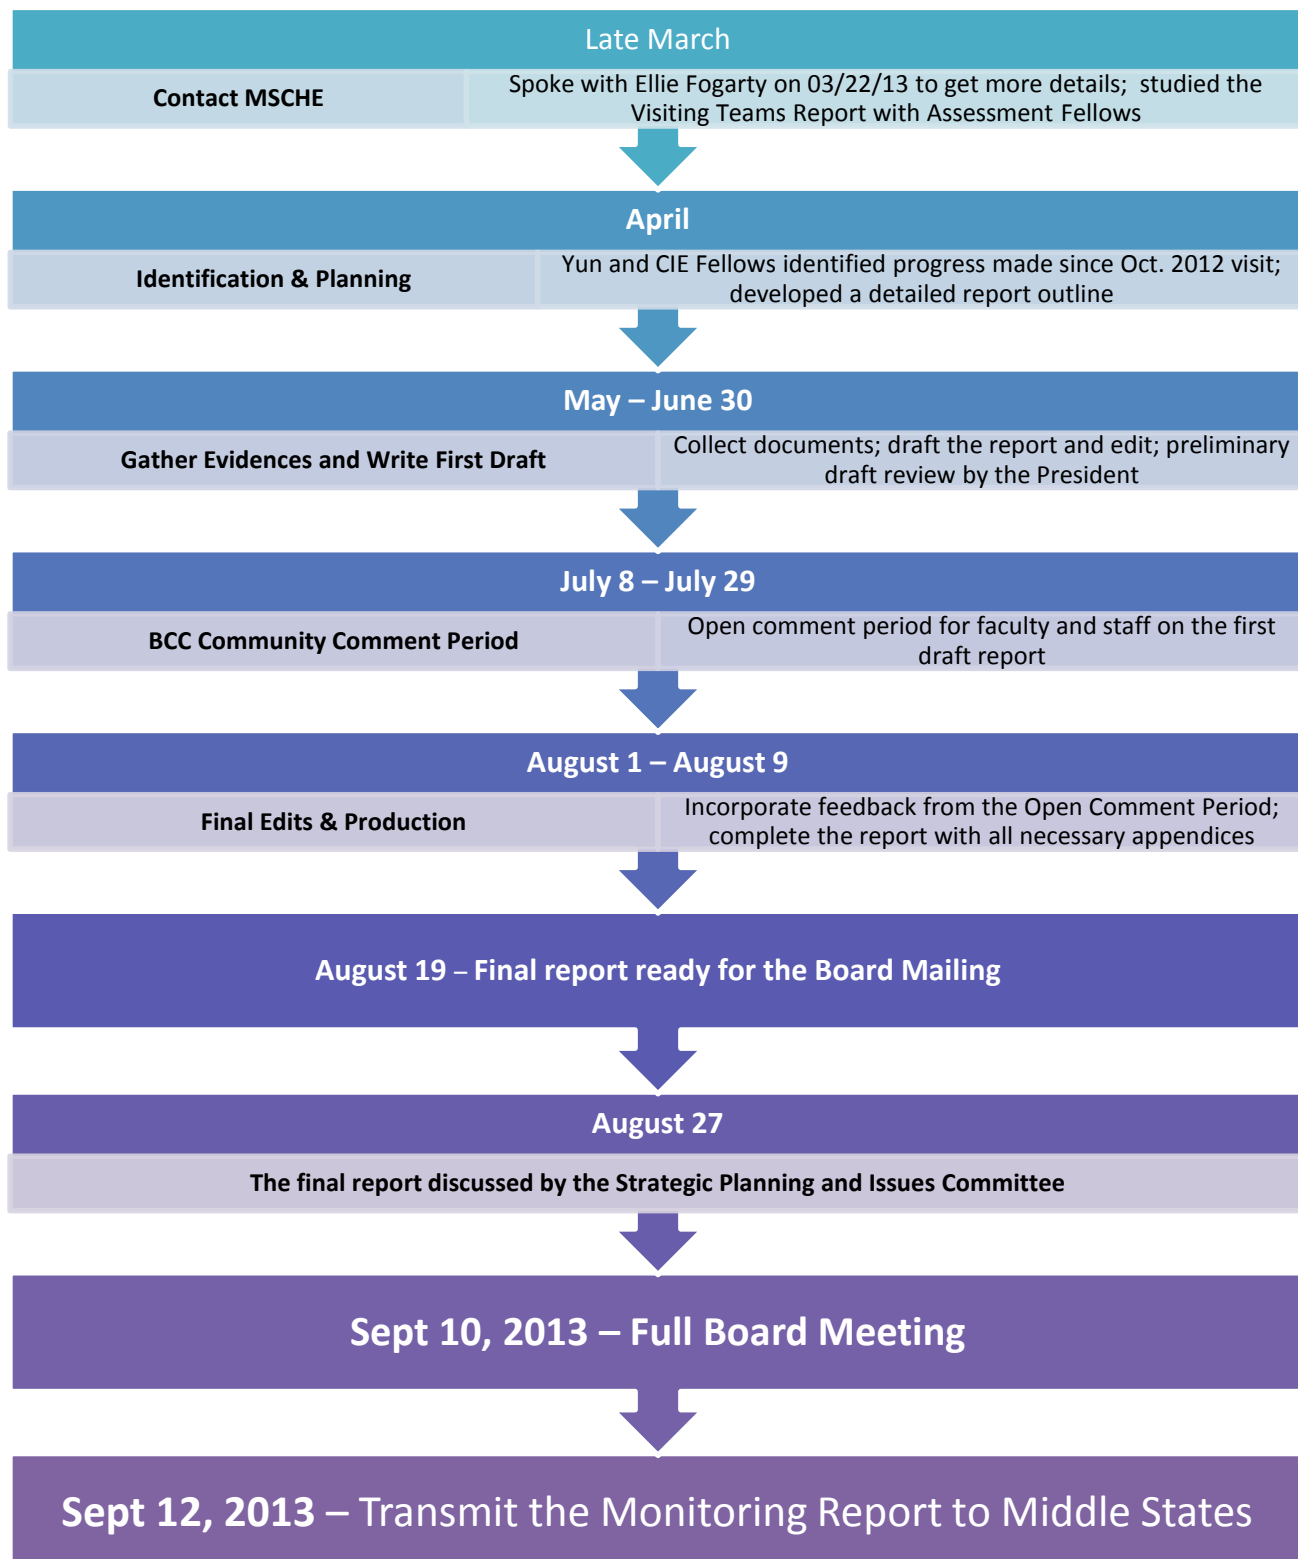 Late March
Contact MSCHE
Spoke with Ellie Fogarty on 03/22/13 to get more details;  studied the
Visiting Teams Report with Assessment Fellows
April
Identification & Planning
Yun and CIE Fellows identified progress made since Oct. 2012 visit;
developed a detailed report outline
May – June 30
Gather Evidences and Write First Draft
Collect documents; draft the report and edit; preliminary
draft review by the President
July 8 – July 29
BCC Community Comment Period
Open comment period for faculty and staff on the first
draft report
August 1 – August 9
Final Edits & Production
Incorporate feedback from the Open Comment Period;
complete the report with all necessary appendices
August 19 – Final report ready for the Board Mailing
August 27
The final report discussed by the Strategic Planning and Issues Committee
Sept 10, 2013 – Full Board Meeting
Sept 12, 2013 – Transmit the Monitoring Report to Middle States